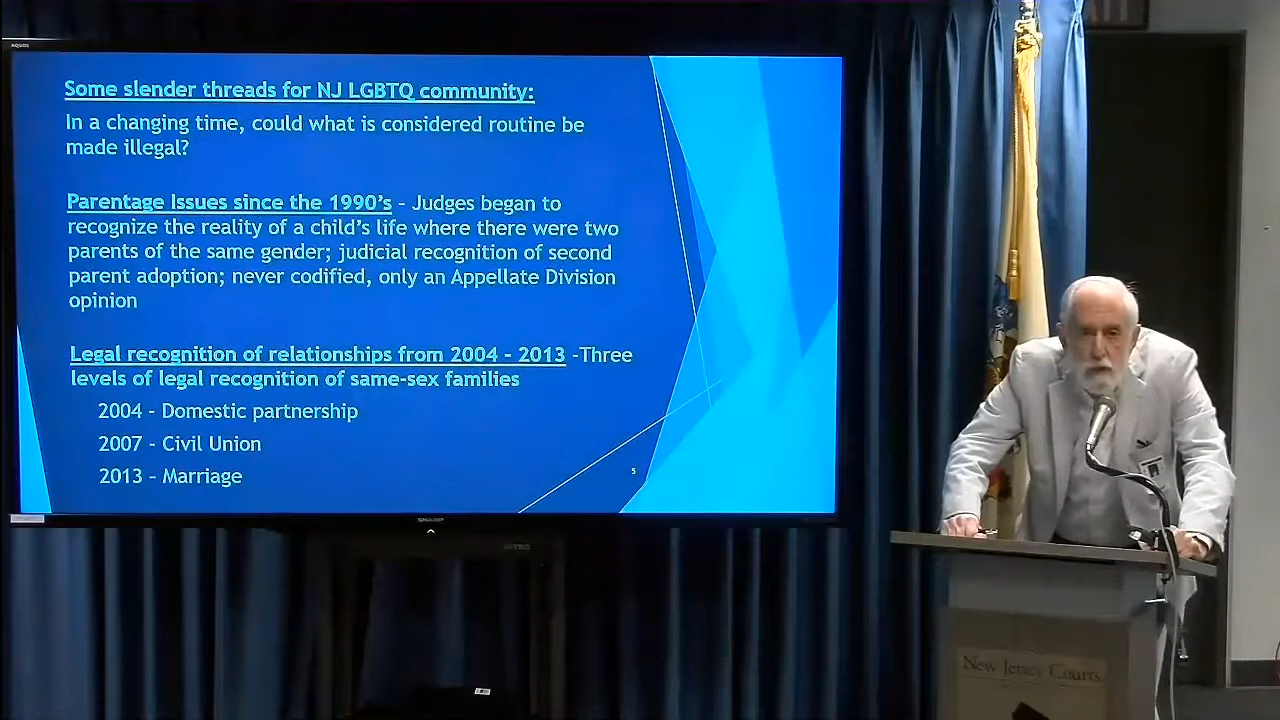 AQUOS
Some slender threads for NJ LGBTQ community:
In a changing time, could what is considered routine be
made illegal?
Parentage Issues since the 1990's – Judges began to
recognize the reality of a child's life where there were two
parents of the same gender; judicial recognition of second
parent adoption; never codified, only an Appellate Division
opinion
Legal recognition of relationships from 2004 - 2013 -Three
levels of legal recognition of same-sex families
2004 – Domestic partnership
2007 – Civil Union
2013 – Marriage
5
SHARP
New Jersey Courts